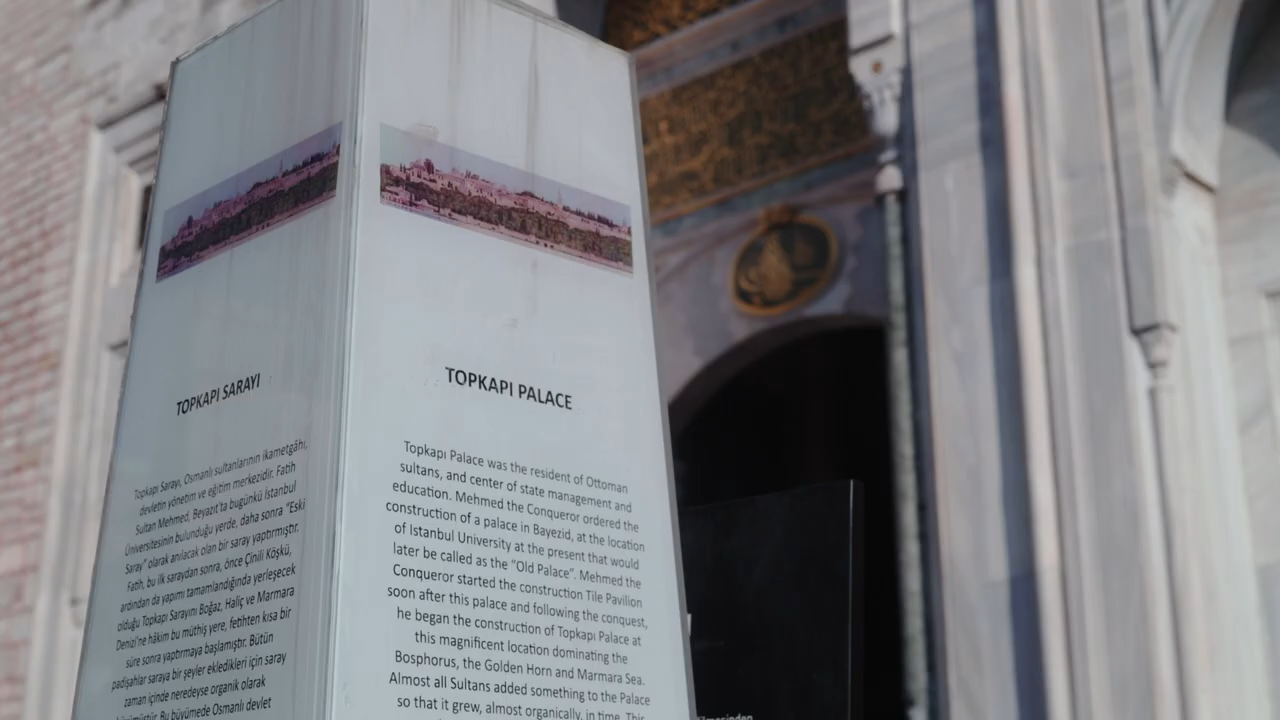 TOPKAPI SARAYI
Topkapı Sarayı, Osmanlı sultanlarının ikametgâhı,
devletin yönetim ve eğitim merkezidir. Fatih
Sultan Mehmed, Beyazıt'ta bugünkü İstanbul
Üniversitesinin bulunduğu yerde, daha sonra "Eski
Saray" olarak anılacak olan bir saray yaptırmıştır.
Fatih, bu ilk saraydan sonra, önce Çinili Köşkü,
ardından da yapımı tamamlandığında yerleşecek
olduğu Topkapı Sarayını Boğaz, Haliç ve Marmara
Denizi'ne hâkim bu müthiş yere, fetihten kısa bir
süre sonra yaptırmaya başlamıştır. Bütün
padişahlar saraya bir şeyler ekledikleri için saray
zaman içinde neredeyse organik olarak
büyümüştür. Bu büyümede Osmanlı devlet
TOPKAPI PALACE
Topkapı Palace was the resident of Ottoman
sultans, and center of state management and
education. Mehmed the Conqueror ordered the
construction of a palace in Bayezid, at the location
of Istanbul University at the present that would
later be called as the "Old Palace". Mehmed the
Conqueror started the construction Tile Pavilion
soon after this palace and following the conquest,
he began the construction of Topkapı Palace at
this magnificent location dominating the
Bosphorus, the Golden Horn and Marmara Sea.
Almost all Sultans added something to the Palace
so that it grew, almost organically, in time. This